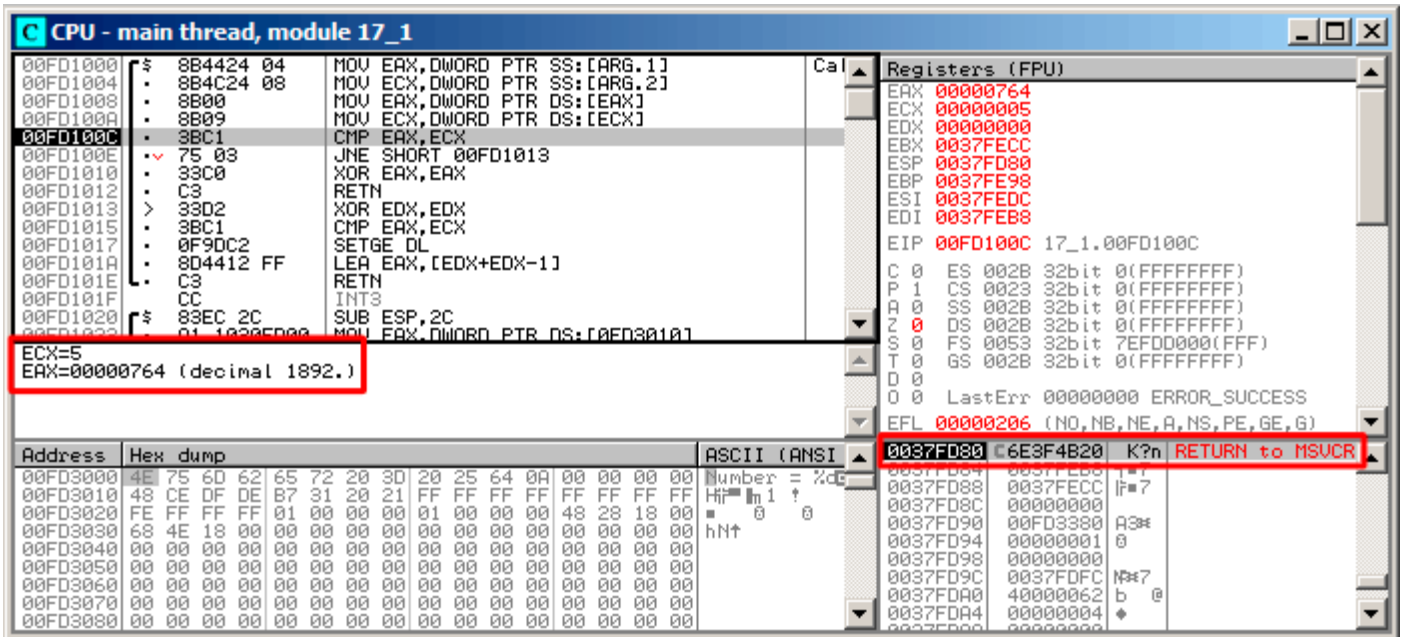 C CPU - main thread, module 17_1
00FD1000 $ 8B4424 04 MOV EAX,DWORD PTR SS:[ARG.1]
00FD1004 . 8B4C24 08 MOV ECX,DWORD PTR SS:[ARG.2]
00FD1008 . 8B00 MOV EAX,DWORD PTR DS:[EAX]
00FD100A . 8B09 MOV ECX,DWORD PTR DS:[ECX]
00FD100C . 3BC1 CMP EAX,ECX
00FD100E . 75 03 JNE SHORT 00FD1013
00FD1010 . 33C0 XOR EAX,EAX
00FD1012 . C3 RETN
00FD1013 > 33D2 XOR EDX,EDX
00FD1015 . 3BC1 CMP EAX,ECX
00FD1017 . 0F9DC2 SETGE DL
00FD101A . 8D4412 FF LEA EAX,[EDX+EDX-1]
00FD101E . C3 RETN
00FD101F CC INT3
00FD1020 $ 83EC 2C SUB ESP,2C
MOV EAX,DWORD PTR DS:[0FD3010]
ECX=5
EAX=00000764 (decimal 1892.)
Registers (FPU)
EAX 00000764
ECX 00000005
EDX 00000000
EBX 0037FECC
ESP 0037FD80
EBP 0037FE98
ESI 0037FEDC
EDI 0037FEB8
EIP 00FD100C 17_1.00FD100C
C 0 ES 002B 32bit 0(FFFFFFFF)
P 1 CS 0023 32bit 0(FFFFFFFF)
A 0 SS 002B 32bit 0(FFFFFFFF)
Z 0 DS 002B 32bit 0(FFFFFFFF)
S 0 FS 0053 32bit 7EFDD000(FFF)
T 0 GS 002B 32bit 0(FFFFFFFF)
D 0
O 0 LastErr 00000000 ERROR_SUCCESS
EFL 00000206 (NO,NB,NE,A,NS,PE,GE,G)
Address Hex dump ASCII (ANSI
00FD3000 4E 75 6D 62 65 72 20 3D 20 25 64 0A 00 00 00 00 Number = %d
00FD3010 48 CE DF DE B7 31 20 21 FF FF FF FF FF FF FF FF
00FD3020 FE FF FF FF 01 00 00 00 01 00 00 00 48 28 18 00
00FD3030 68 4E 18 00 00 00 00 00 00 00 00 00 00 00 00 00 hN↑
00FD3040 00 00 00 00 00 00 00 00 00 00 00 00 00 00 00 00
00FD3050 00 00 00 00 00 00 00 00 00 00 00 00 00 00 00 00
00FD3060 00 00 00 00 00 00 00 00 00 00 00 00 00 00 00 00
00FD3070 00 00 00 00 00 00 00 00 00 00 00 00 00 00 00 00
00FD3080 00 00 00 00 00 00 00 00 00 00 00 00 00 00 00 00
0037FD80 6E3F4B20 K?n RETURN to MSVCR
0037FD88 0037FECC
0037FD8C 00000000
0037FD90 00FD3380
0037FD94 00000001
0037FD98 00000000
0037FD9C 0037FDFC
0037FDA0 40000062 b @
0037FDA4 00000004 ♦